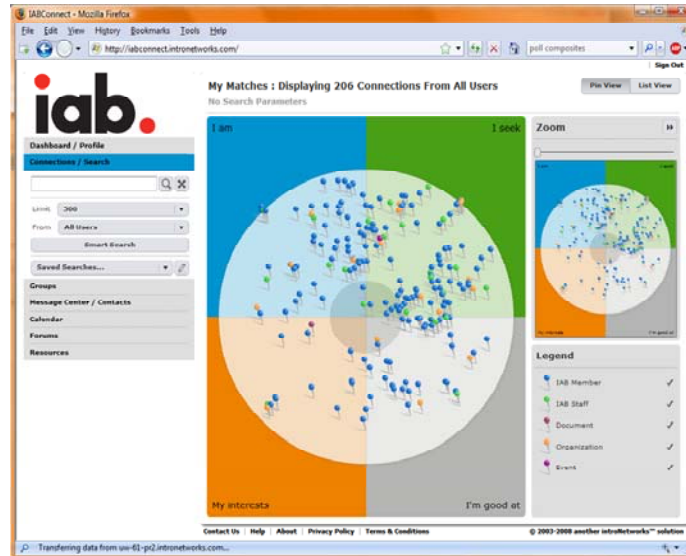 IABConnect - Mozilla Firefox
File Edit View History Bookmarks Tools Help
http://iabconnect.intronetworks.com/
poll composites
Sign Out
iab.
My Matches : Displaying 206 Connections From All Users
No Search Parameters
Pin View
List View
Dashboard / Profile
Connections / Search
Limit 300
From All Users
Smart Search
Saved Searches...
Groups
Message Center / Contacts
Calendar
Forums
Resources
I am
I seek
My interests
I'm good at
Zoom
My interests
I'm good at
Legend
IAB Member
IAB Staff
Document
Organization
Event
Contact Us | Help | About | Privacy Policy | Terms & Conditions
© 2003-2008 another introNetworks™ solution
Transferring data from uw-61-pr2.intronetworks.com...